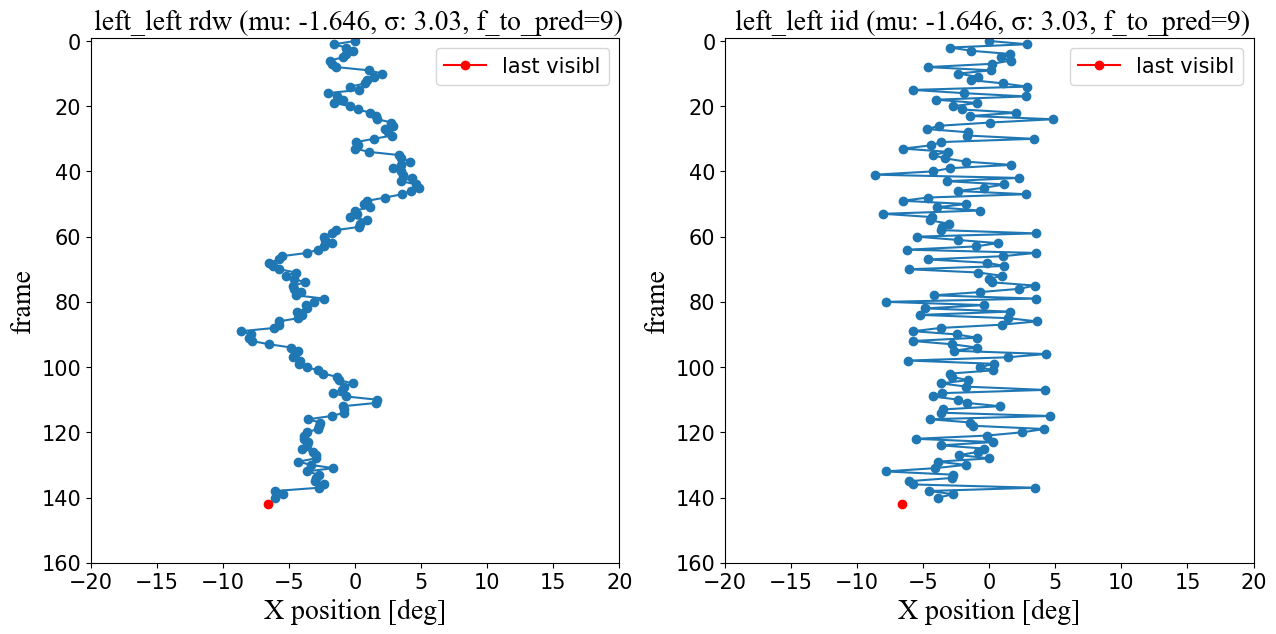 left_left rdw (mu: -1.646, σ: 3.03, f_to_pred=9)
last visibl
0
20
40
60
80
100
120
140
160
frame
−20 −15 −10 −5 0 5 10 15 20
X position [deg]
left_left iid (mu: -1.646, σ: 3.03, f_to_pred=9)
last visibl
0
20
40
60
80
100
120
140
160
frame
−20 −15 −10 −5 0 5 10 15 20
X position [deg]